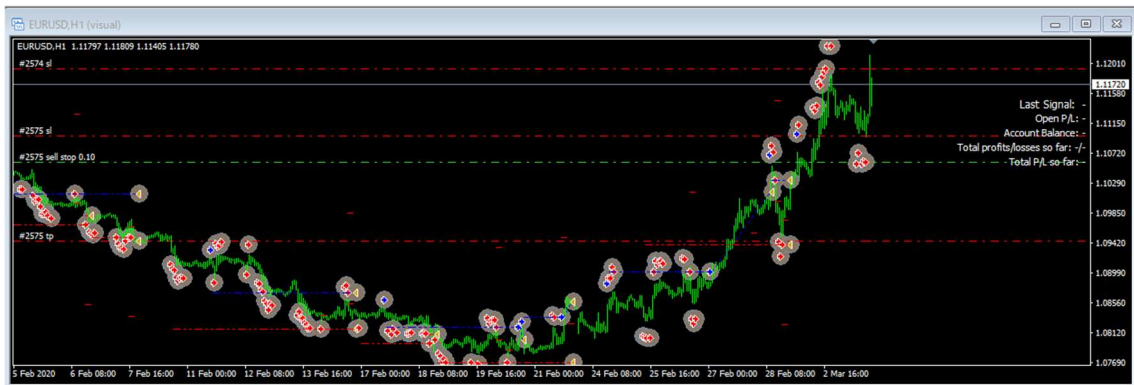 EURUSD,H1 (visual)
EURUSD,H1 1.11797 1.11809 1.11405 1.11780
#2574 sl
1.12010
1.11720
1.11580
Last Signal: -
Open P/L: -
1.11150
#2575 sl
Account Balance: -
Total profits/losses so far: -/-
1.10720
#2575 sell stop 0.10
Total P/L so far: -
1.10290
1.09850
#2575 tp
1.09420
1.08990
1.08560
1.08120
1.07690
5 Feb 2020 6 Feb 08:00 7 Feb 16:00 11 Feb 00:00 12 Feb 08:00 13 Feb 16:00 17 Feb 00:00 18 Feb 08:00 19 Feb 16:00 21 Feb 00:00 24 Feb 08:00 25 Feb 16:00 27 Feb 00:00 28 Feb 08:00 2 Mar 16:00